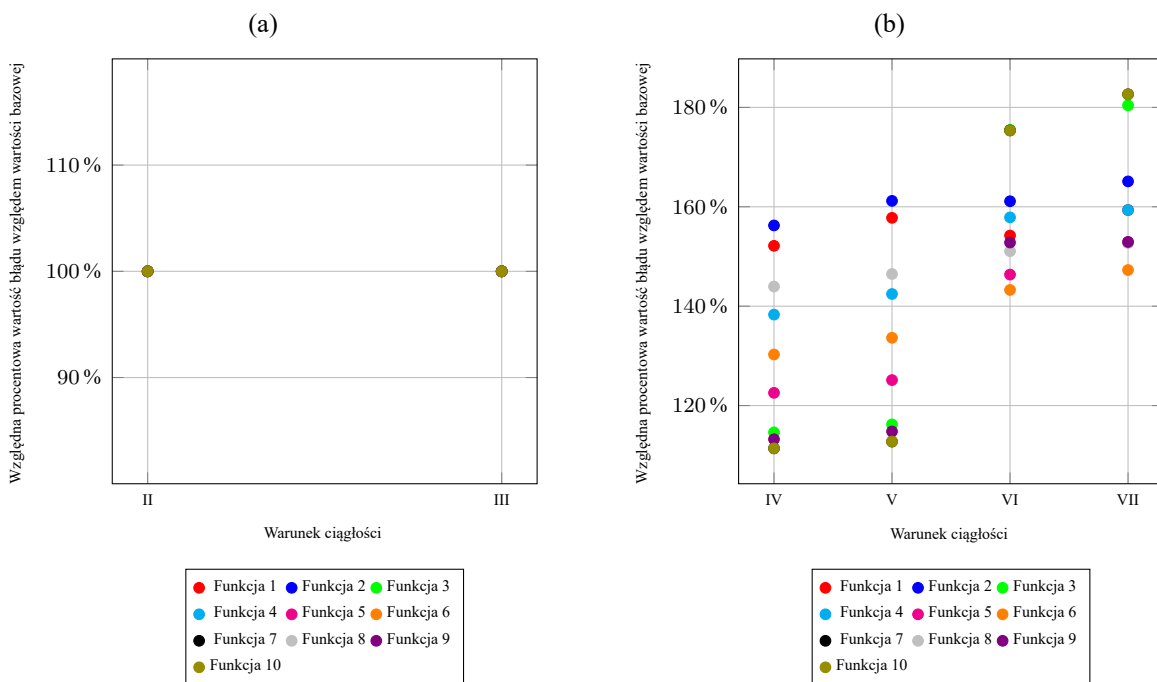 (a)
Względna procentowa wartość błądu względem wartości bazowej
110 %
100 %
90 %
II
III
Warunek ciągłości
Funkcja 1 Funkcja 2 Funkcja 3
Funkcja 4 Funkcja 5 Funkcja 6
Funkcja 7 Funkcja 8 Funkcja 9
Funkcja 10
(b)
Względna procentowa wartość błądu względem wartości bazowej
180 %
160 %
140 %
120 %
IV
V
VI
VII
Warunek ciągłości
Funkcja 1 Funkcja 2 Funkcja 3
Funkcja 4 Funkcja 5 Funkcja 6
Funkcja 7 Funkcja 8 Funkcja 9
Funkcja 10